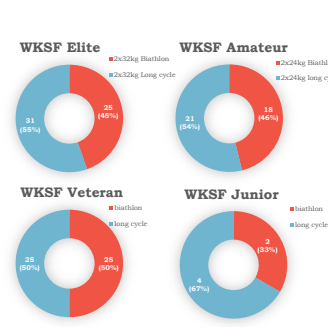 WKSF Elite
2x32kg Biathlon
2x32kg Long cycle
25
(45%)
31
(55%)
WKSF Amateur
2x24kg Biathl
2x24kg long cy
18
(46%)
21
(54%)
WKSF Veteran
biathlon
long cycle
25
(50%)
25
(50%)
WKSF Junior
biathlon
long cycle
2
(33%)
4
(67%)